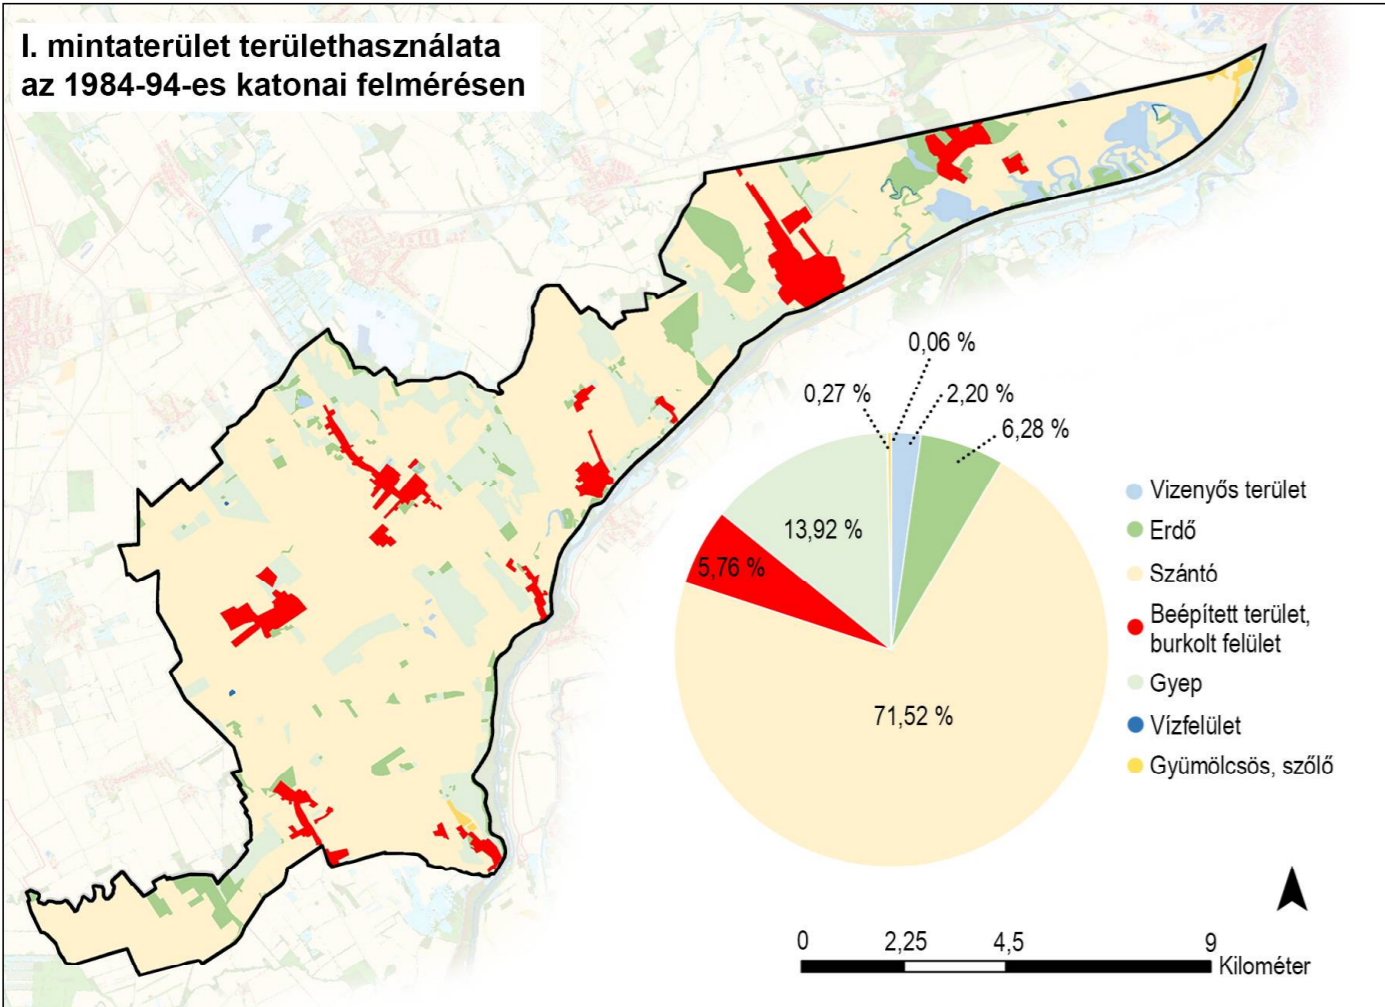 I. mintaterület területhasználata
az 1984-94-es katonai felmérésen
0,06 %
0,27 %
2,20 %
6,28 %
13,92 %
5,76 %
71,52 %
Vizenyős terület
Erdő
Szántó
Beépített terület,
burkolt felület
Gyep
Vízfelület
Gyümölcsös, szőlő
0 2,25 4,5 9
Kilométer